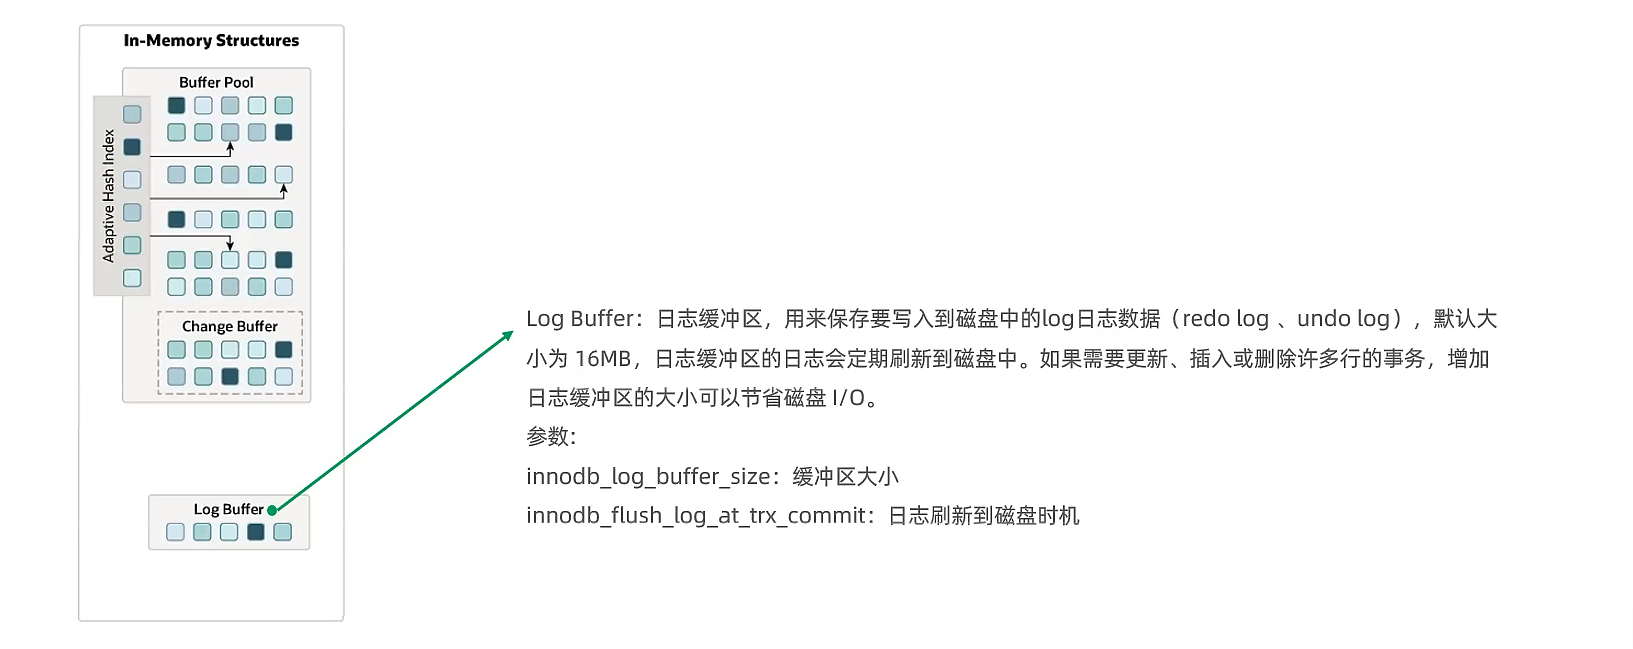 In-Memory Structures
Buffer Pool
Adaptive Hash Index
Change Buffer
Log Buffer
Log Buffer：日志缓冲区，用来保存要写入到磁盘中的log日志数据（redo log 、undo log），默认大
小为 16MB，日志缓冲区的日志会定期刷新到磁盘中。如果需要更新、插入或删除许多行的事务，增加
日志缓冲区的大小可以节省磁盘 I/O。
参数：
innodb_log_buffer_size：缓冲区大小
innodb_flush_log_at_trx_commit：日志刷新到磁盘时机